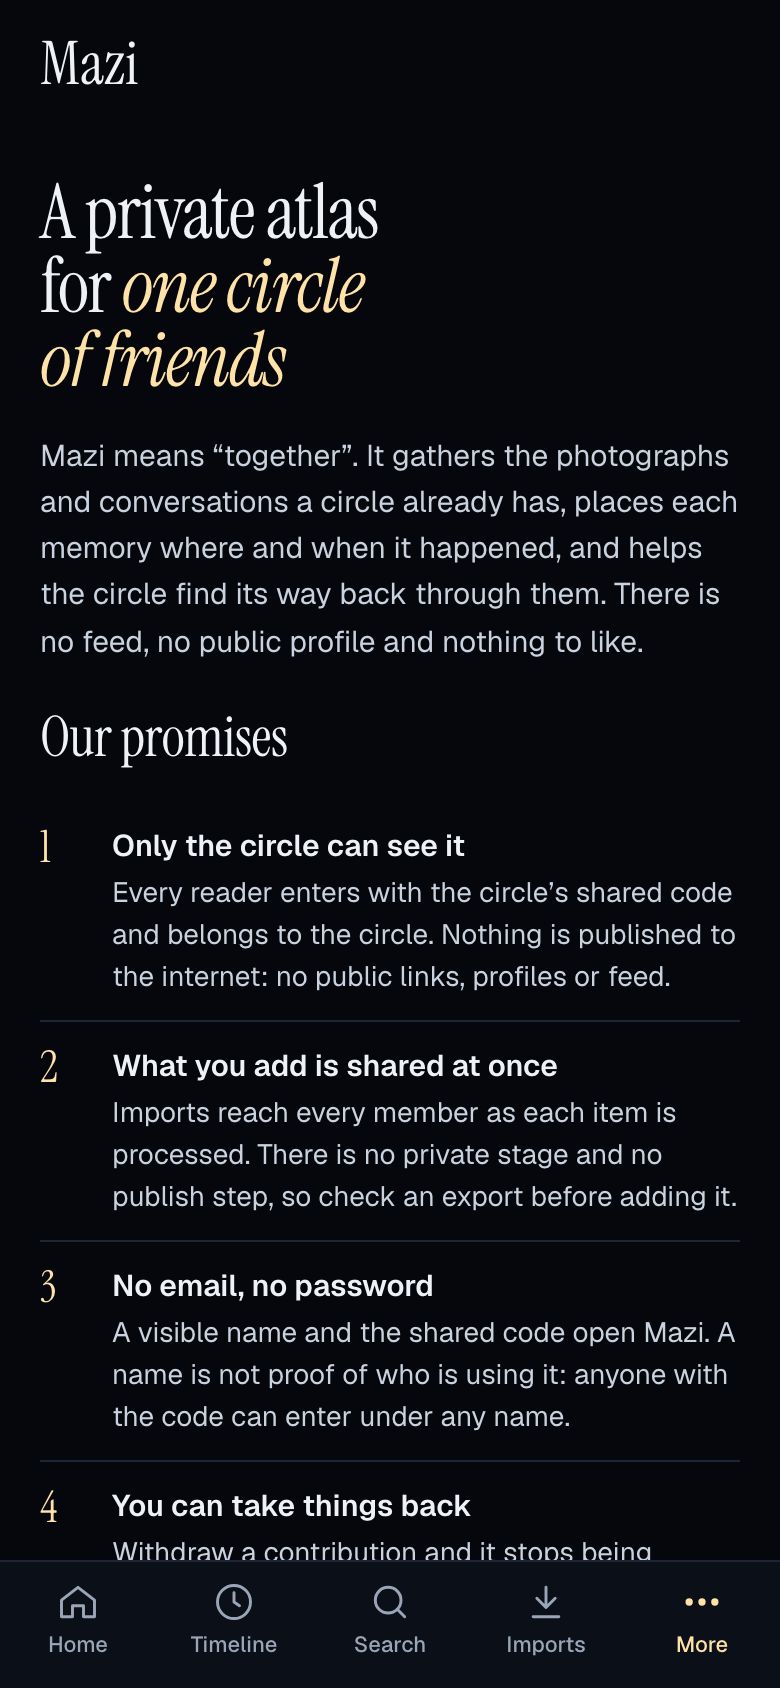 Mazi
A private atlas
for one circle
of friends
Mazi means “together”. It gathers the photographs
and conversations a circle already has, places each
memory where and when it happened, and helps
the circle find its way back through them. There is
no feed, no public profile and nothing to like.
Our promises
1
Only the circle can see it
Every reader enters with the circle’s shared code
and belongs to the circle. Nothing is published to
the internet: no public links, profiles or feed.
2
What you add is shared at once
Imports reach every member as each item is
processed. There is no private stage and no
publish step, so check an export before adding it.
3
No email, no password
A visible name and the shared code open Mazi. A
name is not proof of who is using it: anyone with
the code can enter under any name.
4
You can take things back
Withdraw a contribution and it stops being
Home
Timeline
Search
Imports
More